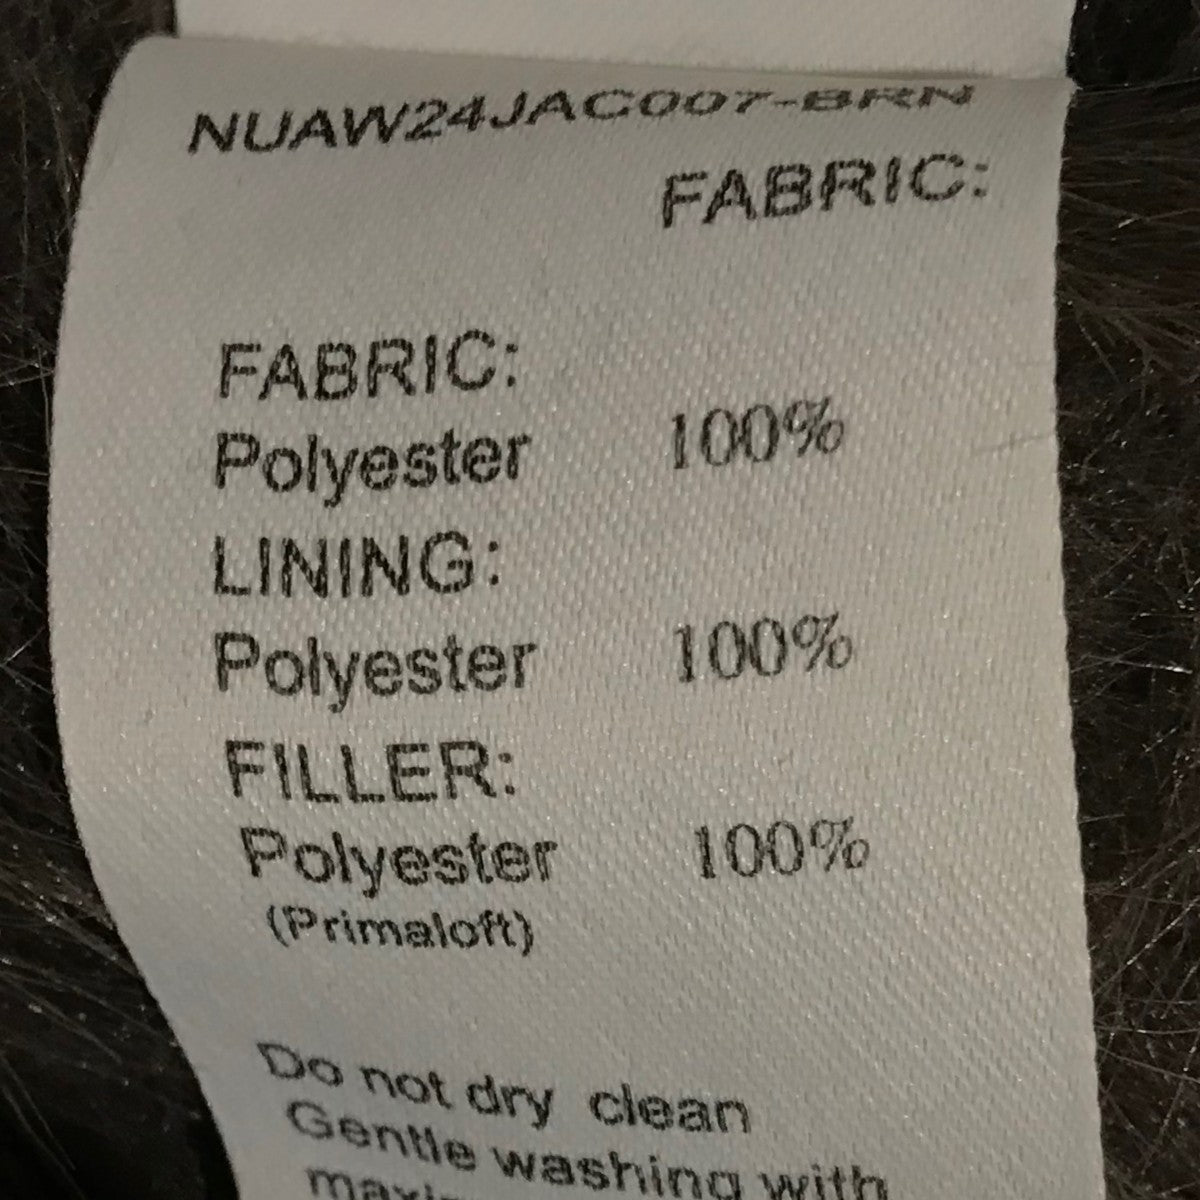 NUAW24JAC007-BRN
FABRIC:
FABRIC:
Polyester 100%
LINING:
Polyester 100%
FILLER:
Polyester 100%
(Primaloft)
Do not dry clean
Gentle washing with